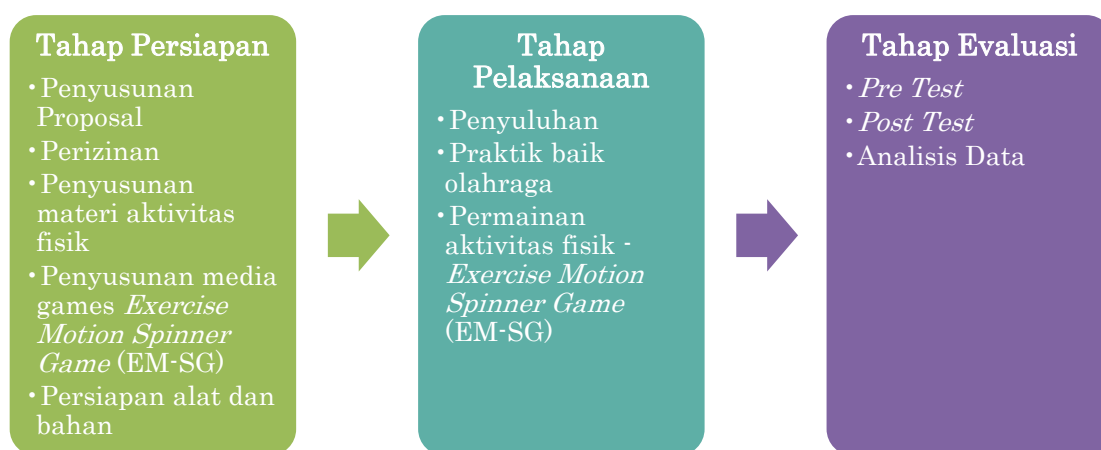 Tahap Persiapan
•Penyusunan
Proposal
•Perizinan
•Penyusunan
materi aktivitas
fisik
•Penyusunan media
games Exercise
Motion Spinner
Game (EM-SG)
•Persiapan alat dan
bahan
Tahap
Pelaksanaan
•Penyuluhan
•Praktik baik
olahraga
•Permainan
aktivitas fisik -
Exercise Motion
Spinner Game
(EM-SG)
Tahap Evaluasi
•Pre Test
•Post Test
•Analisis Data